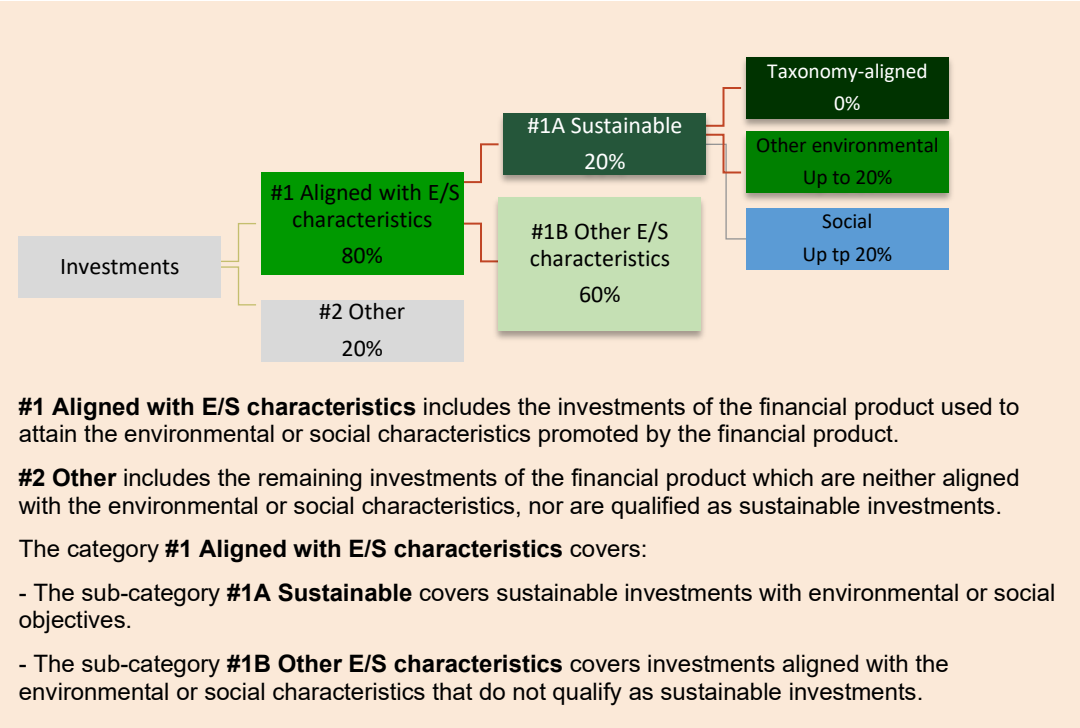 Investments
#1 Aligned with E/S
characteristics
80%
#2 Other
20%
#1A Sustainable
20%
#1B Other E/S
characteristics
60%
Taxonomy-aligned
0%
Other environmental
Up to 20%
Social
Up tp 20%
#1 Aligned with E/S characteristics includes the investments of the financial product used to
attain the environmental or social characteristics promoted by the financial product.
#2 Other includes the remaining investments of the financial product which are neither aligned
with the environmental or social characteristics, nor are qualified as sustainable investments.
The category #1 Aligned with E/S characteristics covers:
- The sub-category #1A Sustainable covers sustainable investments with environmental or social
objectives.
- The sub-category #1B Other E/S characteristics covers investments aligned with the
environmental or social characteristics that do not qualify as sustainable investments.